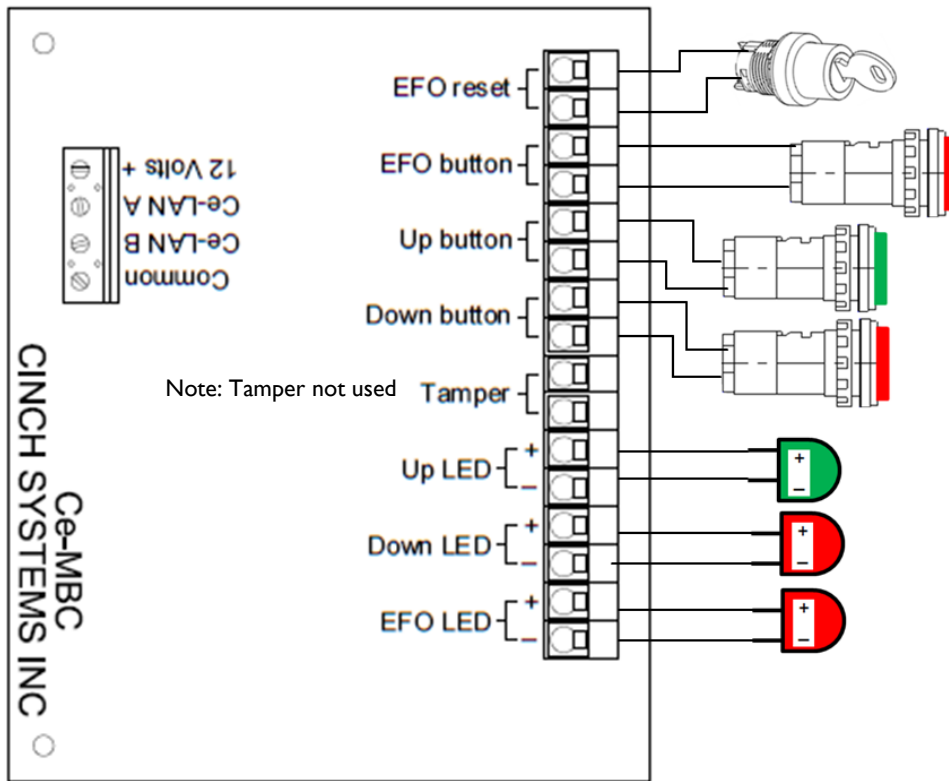 EFO reset
EFO button
Up button
Down button
Note: Tamper not used
Tamper
Up LED
+
−
Down LED
+
−
EFO LED
+
−
12 Volts +
Ce-LAN A
Ce-LAN B
Common
Ce-MBC
CINCH SYSTEMS INC
+
−
+
−
+
−